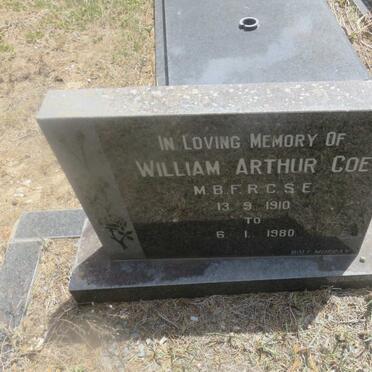 IN LOVING MEMORY OF
WILLIAM ARTHUR COE
M.B.F.R.C.S.E
13. 9. 1910
TO
6. 1. 1980